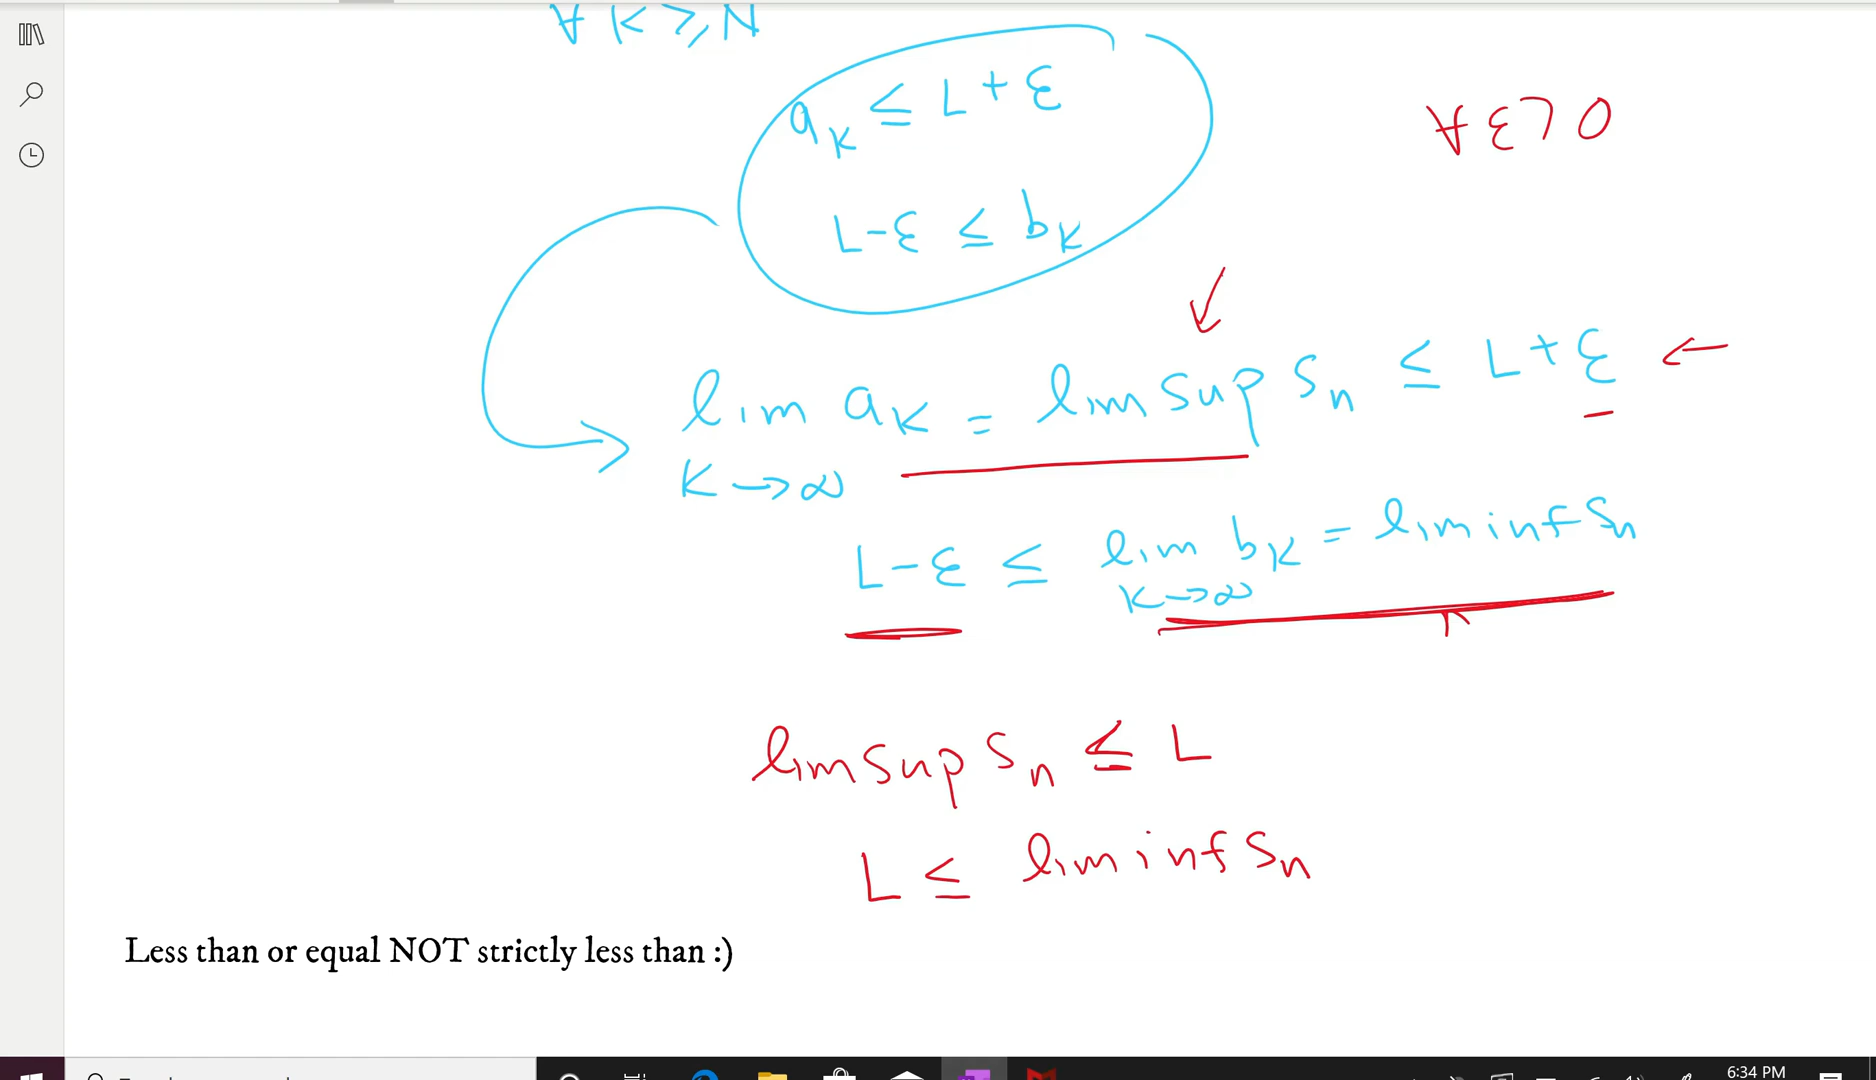 ∀ K ≥ N
a_K ≤ L + ε
∀ ε > 0
L - ε ≤ b_K
lim a_K = lim sup S_n ≤ L + ε ←
K → ∞
L - ε ≤ lim b_K = lim inf S_n
K → ∞
lim sup S_n ≤ L
L ≤ lim inf S_n
Less than or equal NOT strictly less than :)
6:34 PM